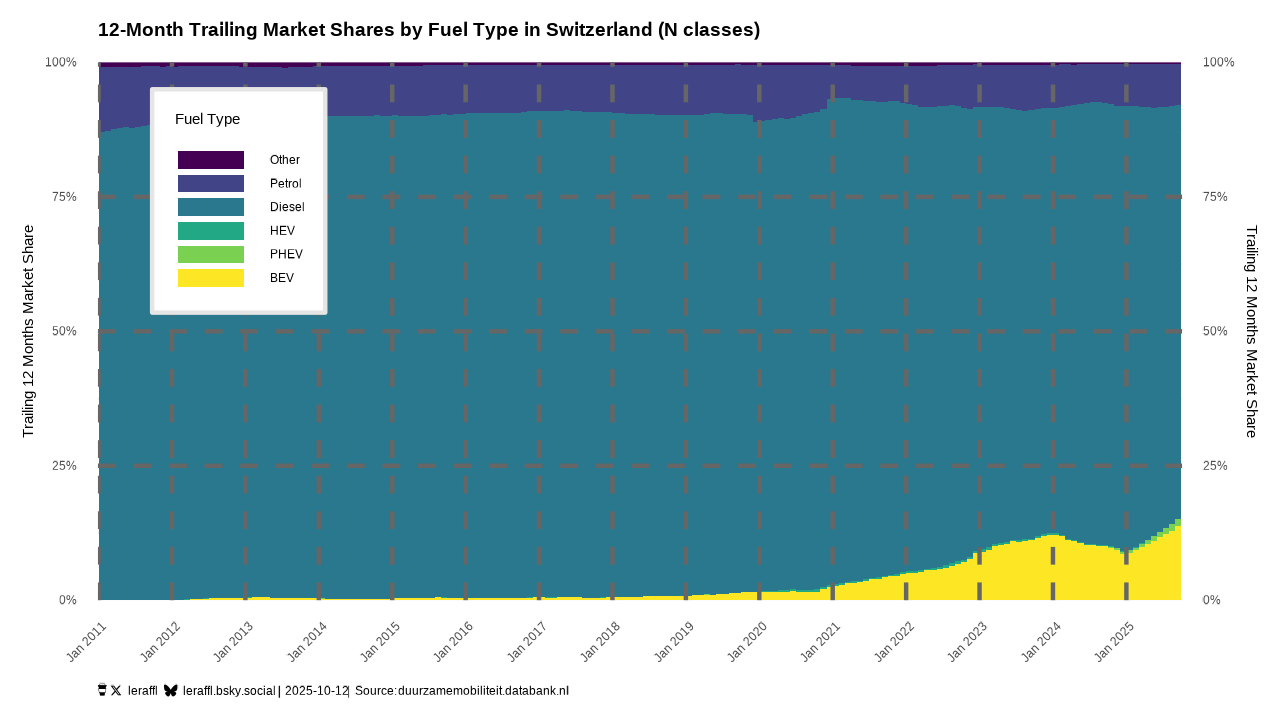 12-Month Trailing Market Shares by Fuel Type in Switzerland (N classes)
100%
75%
50%
25%
0%
100%
75%
50%
25%
0%
Trailing 12 Months Market Share
Trailing 12 Months Market Share
Fuel Type
Other
Petrol
Diesel
HEV
PHEV
BEV
Jan 2011
Jan 2012
Jan 2013
Jan 2014
Jan 2015
Jan 2016
Jan 2017
Jan 2018
Jan 2019
Jan 2020
Jan 2021
Jan 2022
Jan 2023
Jan 2024
Jan 2025
leraffl leraffl.bsky.social | 2025-10-12| Source:duurzamemobiliteit.databank.nl